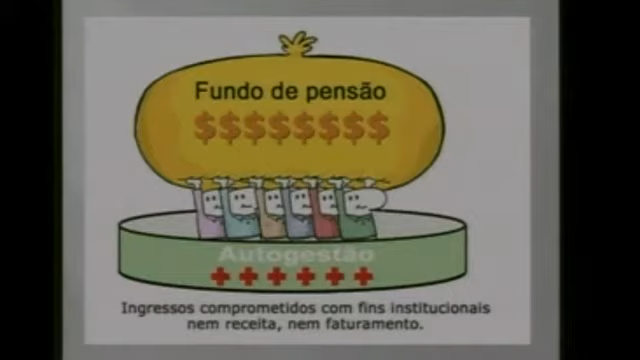 Fundo de pensão
$$$$$$$$
Autogestão
Ingressos comprometidos com fins institucionais
nem receita, nem faturamento.